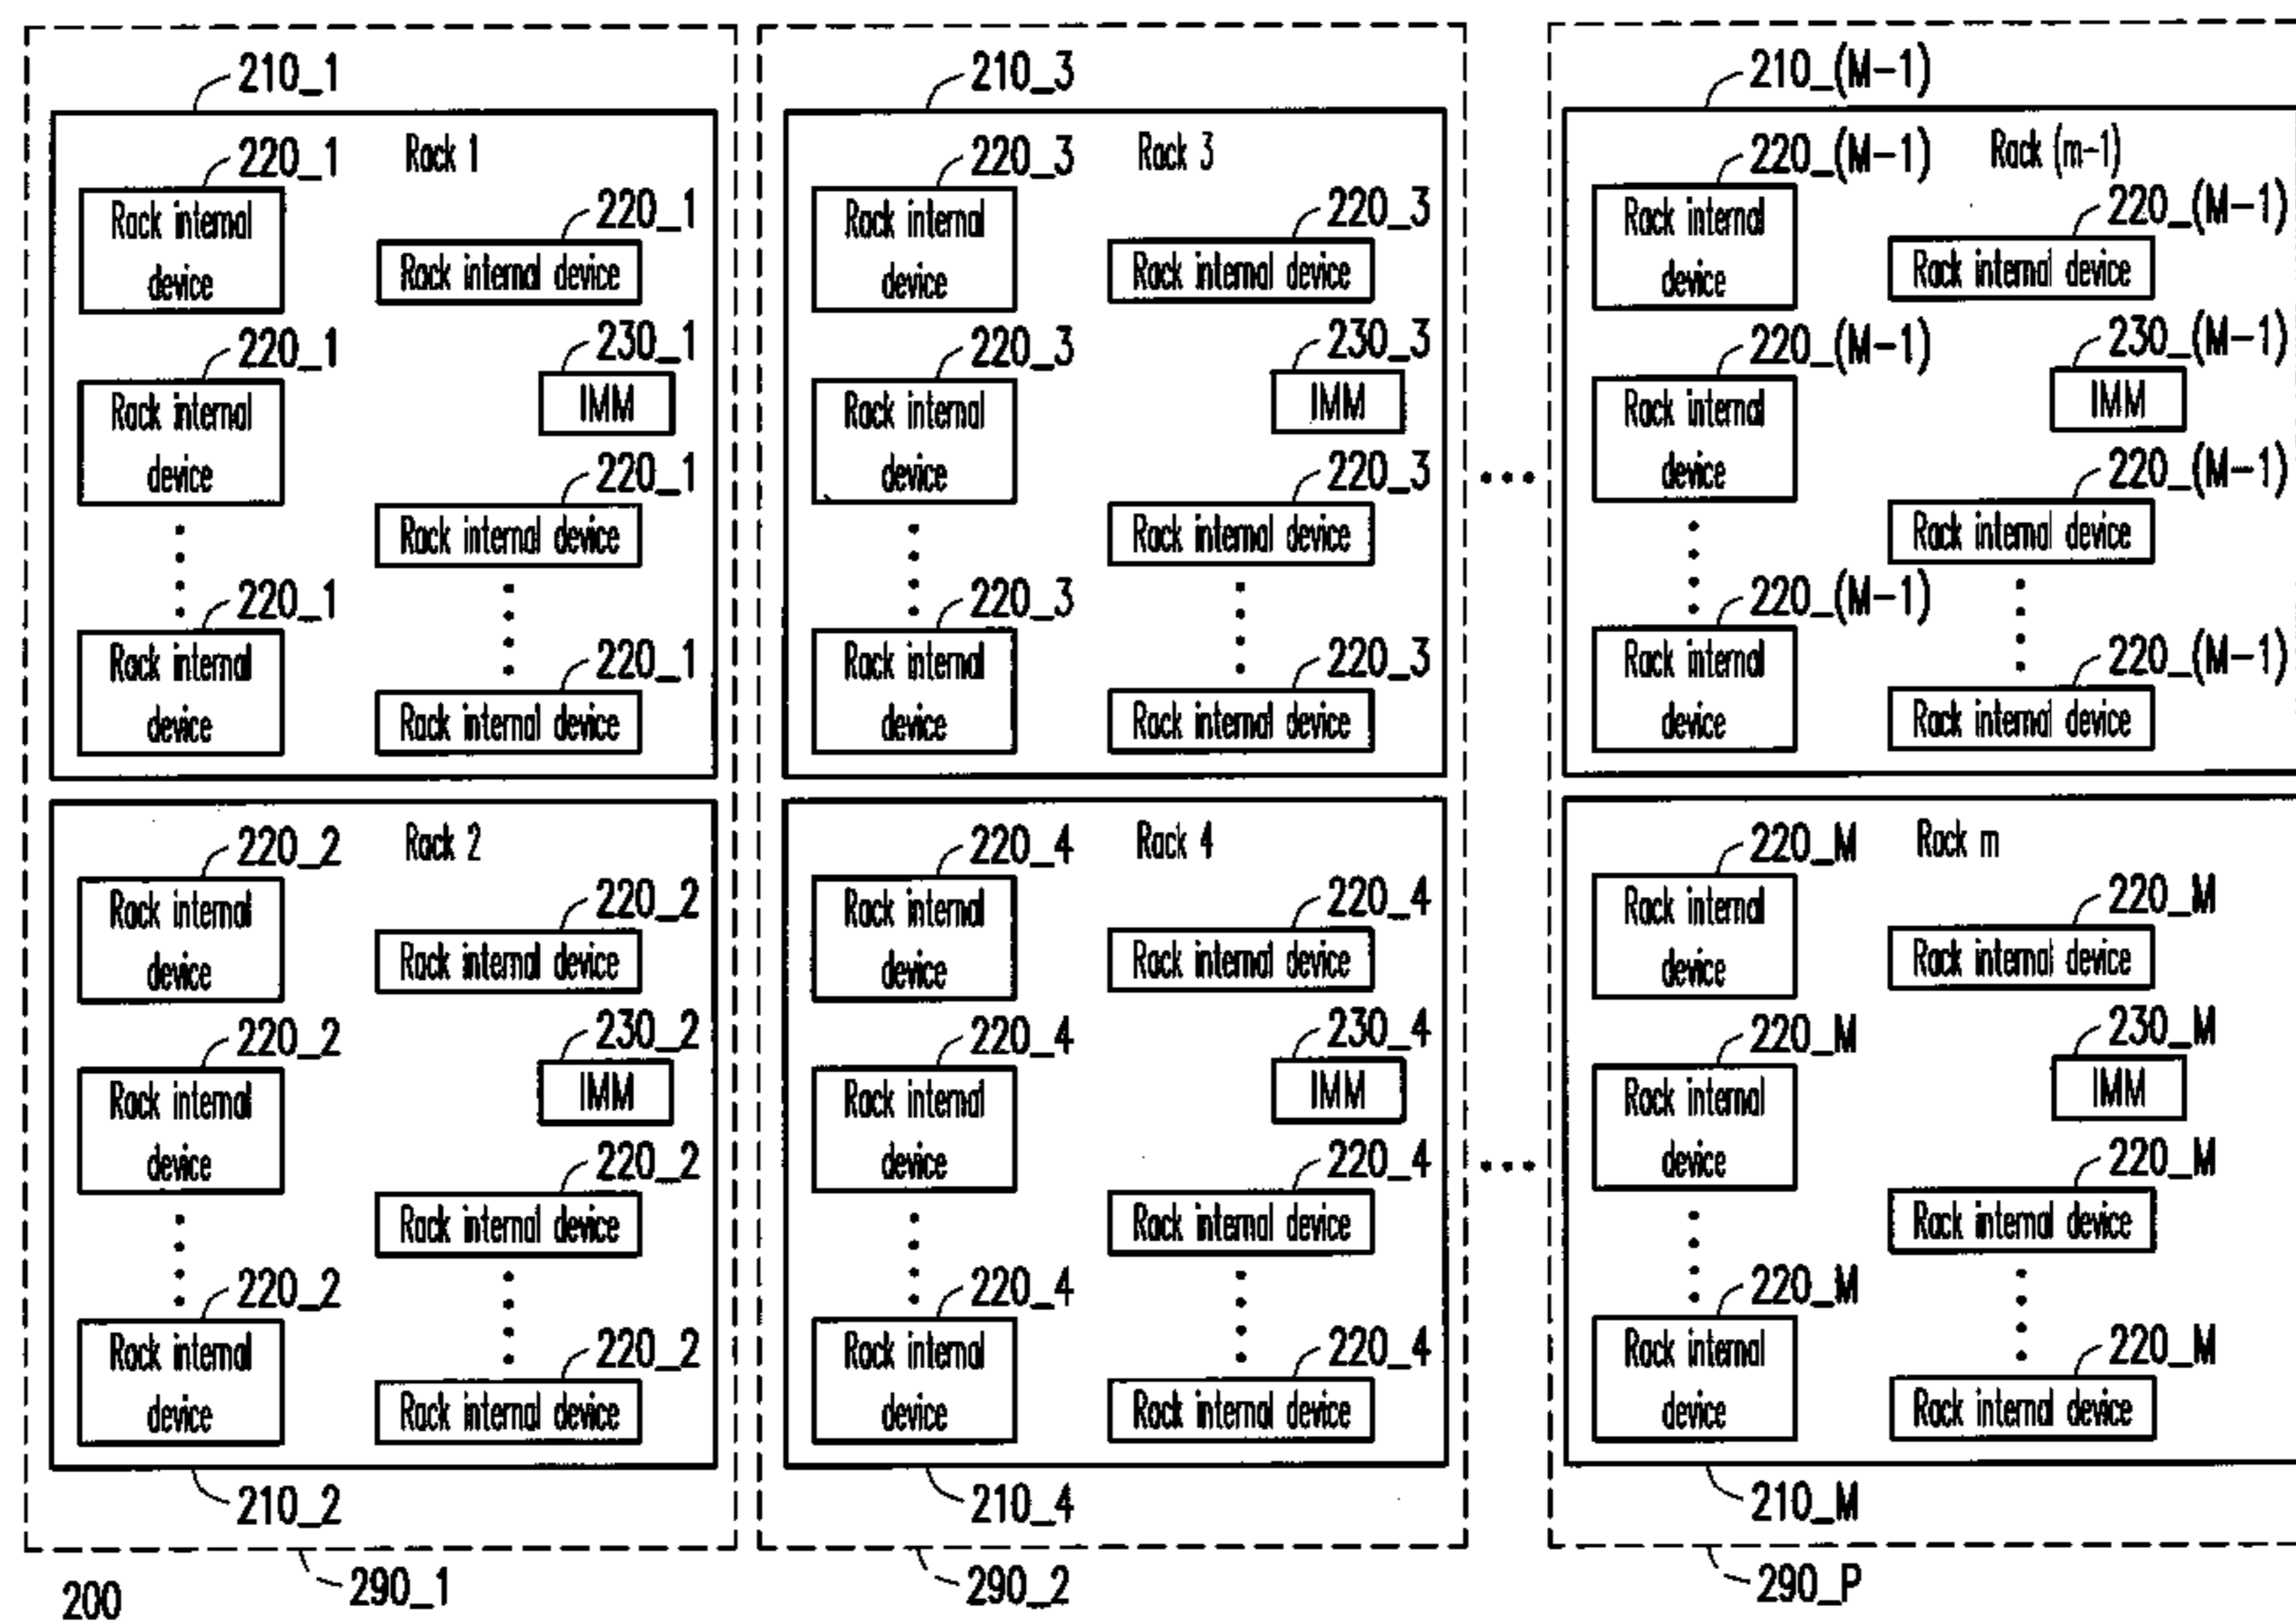 210_1
220_1 Rack 1
Rack internal
device
220_1
Rack internal device
220_1
Rack internal
device
230_1
IMM
220_1
Rack internal device
220_1
Rack internal
device
220_1
Rack internal device
220_2 Rack 2
Rack internal
device
220_2
Rack internal device
220_2
Rack internal
device
230_2
IMM
220_2
Rack internal device
220_2
Rack internal
device
220_2
Rack internal device
210_2
290_1
210_3
220_3 Rack 3
Rack internal
device
220_3
Rack internal device
220_3
Rack internal
device
230_3
IMM
220_3
Rack internal device
220_3
Rack internal
device
220_3
Rack internal device
220_4 Rack 4
Rack internal
device
220_4
Rack internal device
220_4
Rack internal
device
230_4
IMM
220_4
Rack internal device
220_4
Rack internal
device
220_4
Rack internal device
210_4
290_2
210_(M-1)
220_(M-1) Rack (m-1)
Rack internal
device
220_(M-1)
Rack internal device
220_(M-1)
Rack internal
device
230_(M-1)
IMM
220_(M-1)
Rack internal device
220_(M-1)
Rack internal
device
220_(M-1)
Rack internal device
220_M Rack m
Rack internal
device
220_M
Rack internal device
220_M
Rack internal
device
230_M
IMM
220_M
Rack internal device
220_M
Rack internal
device
220_M
Rack internal device
210_M
290_P
200